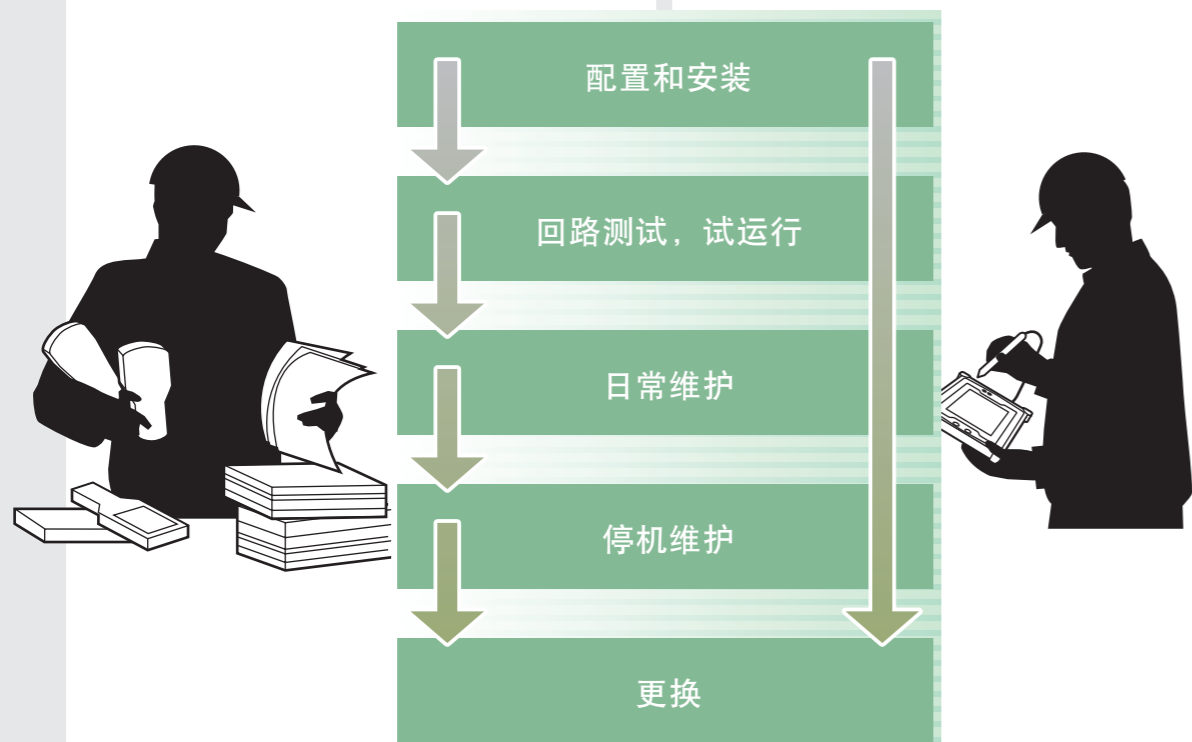 配置和安装
回路测试，试运行
日常维护
停机维护
更换